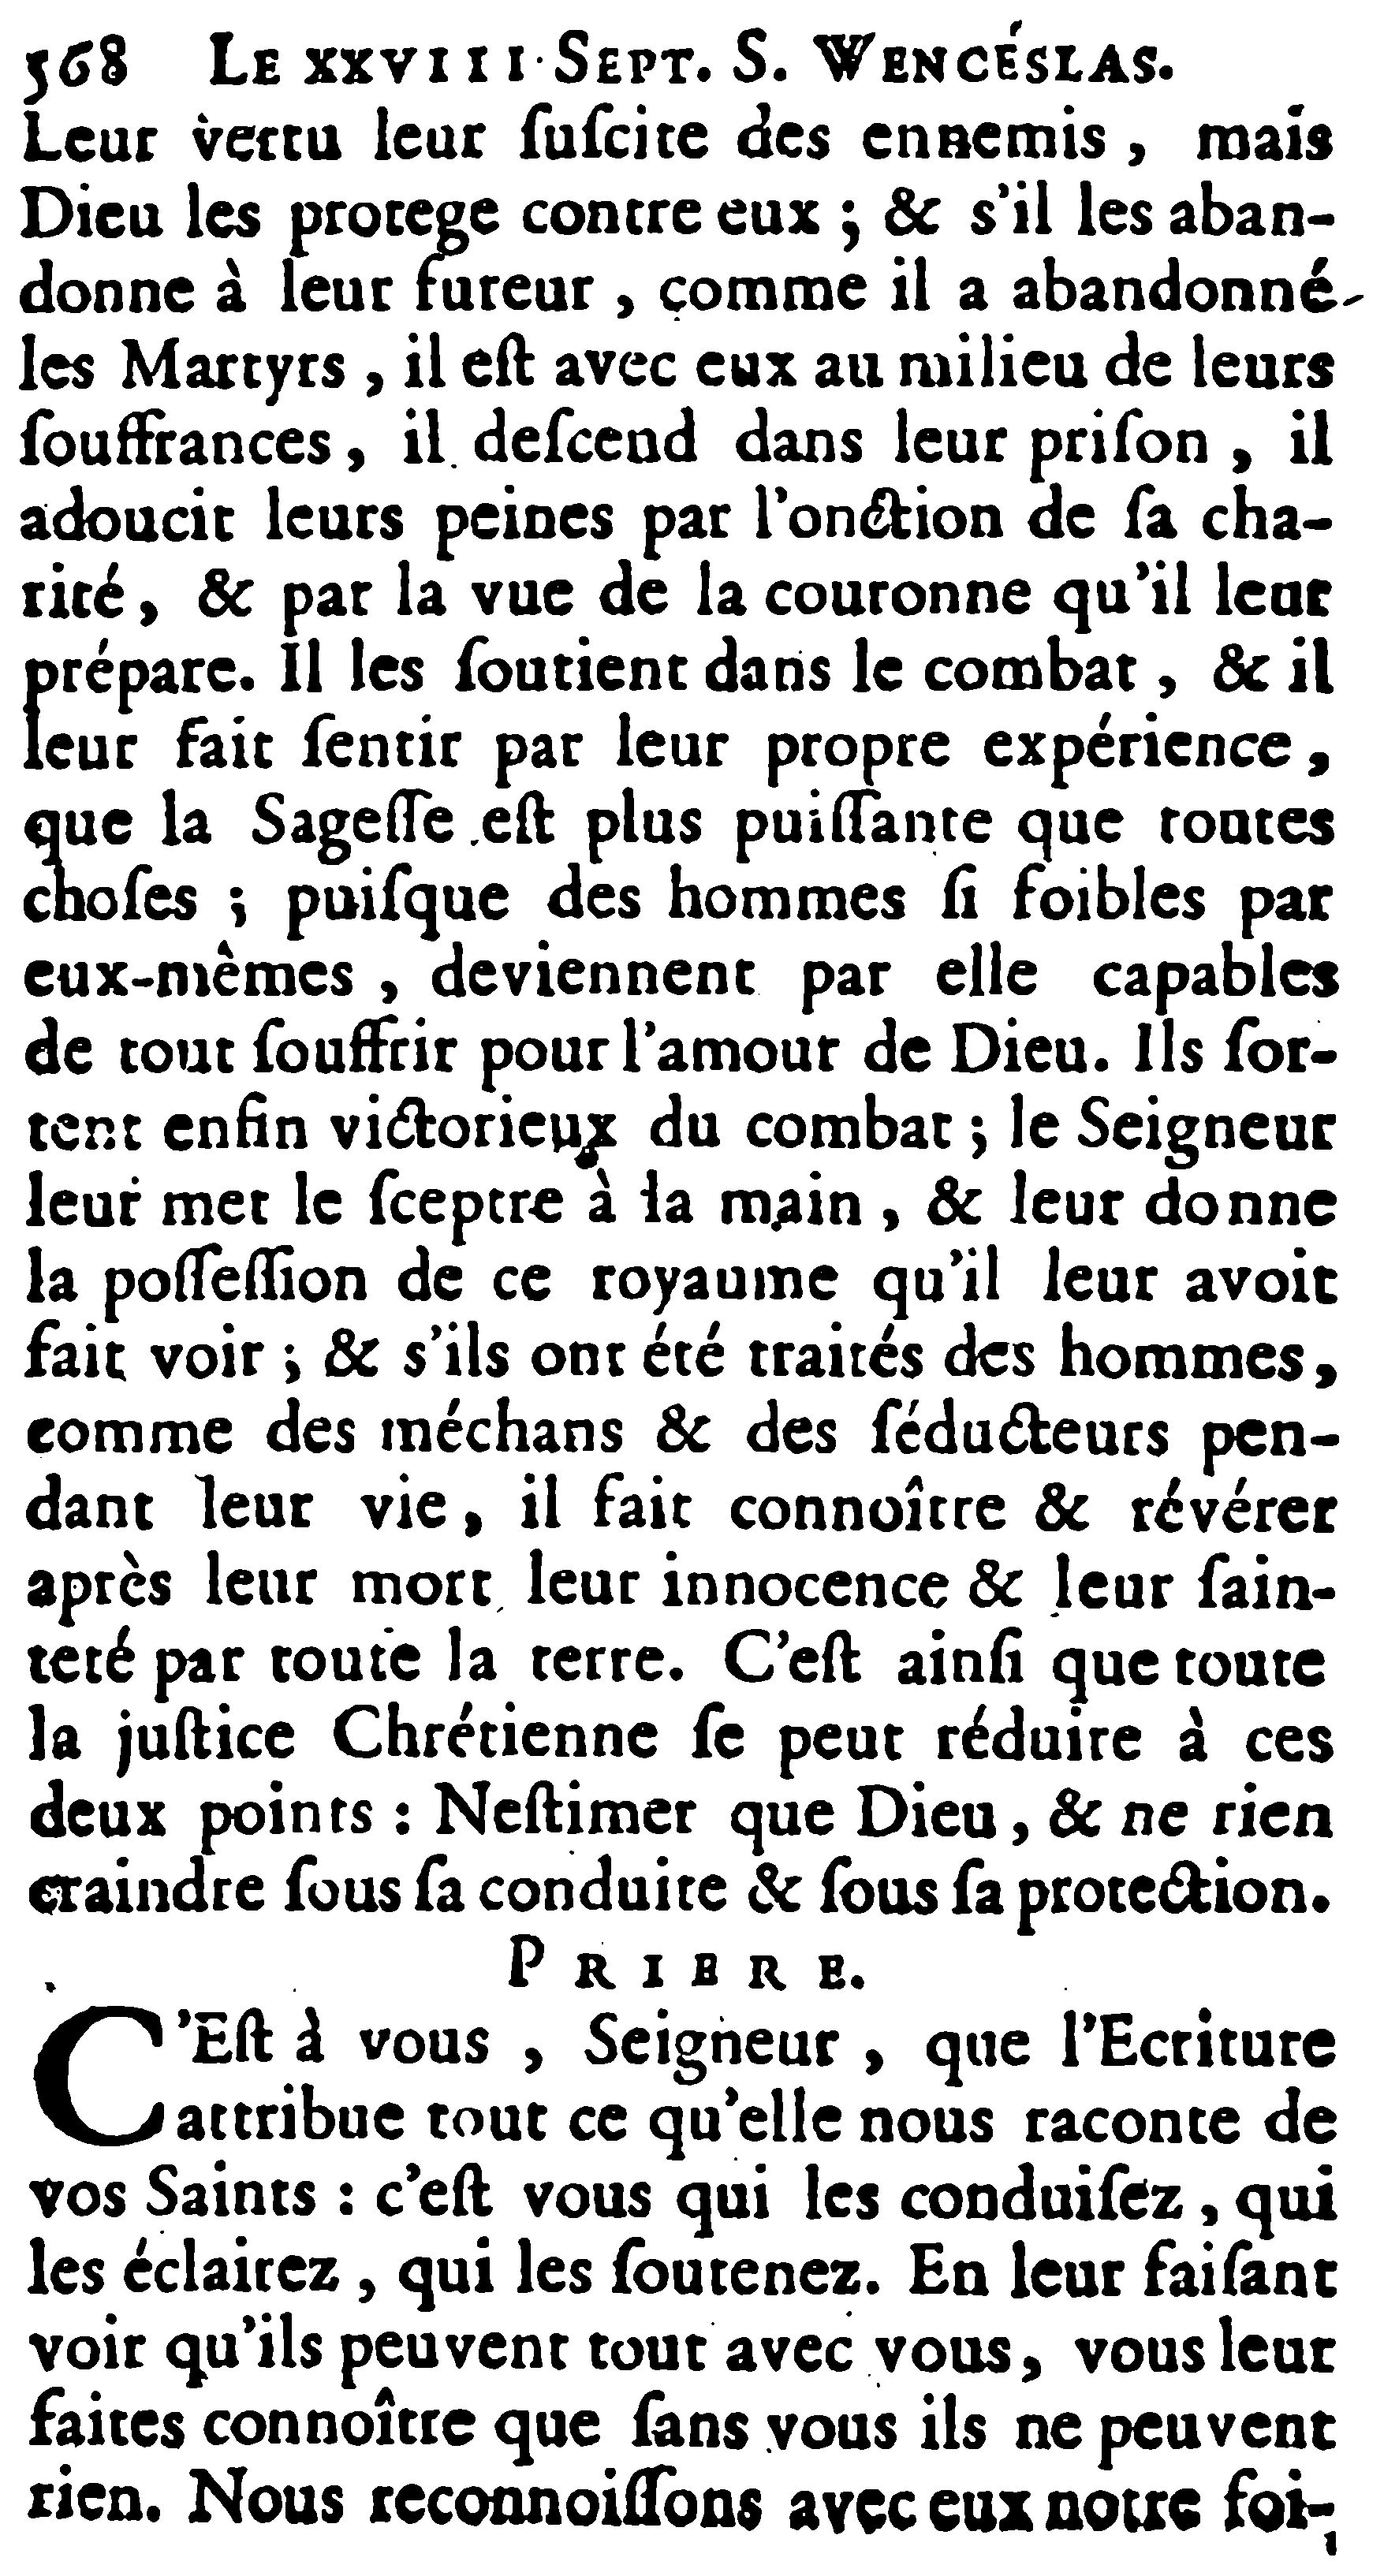 568 LE XXVIII SEPT. S. WENCÉSLAS.
Leur vertu leur ſuſcite des ennemis, mais
Dieu les protege contre eux ; & s'il les aban-
donne à leur fureur, comme il a abandonné
les Martyrs, il eſt avec eux au milieu de leurs
ſouffrances, il deſcend dans leur priſon, il
adoucit leurs peines par l'onction de ſa cha-
rité, & par la vue de la couronne qu'il leur
prépare. Il les ſoutient dans le combat, & il
leur fait ſentir par leur propre expérience,
que la Sageſſe eſt plus puiſſante que toutes
choſes ; puiſque des hommes ſi foibles par
eux-mêmes, deviennent par elle capables
de tout ſouffrir pour l'amour de Dieu. Ils ſor-
tent enfin victorieux du combat ; le Seigneur
leur met le ſceptre à la main, & leur donne
la poſſeſſion de ce royaume qu'il leur avoit
fait voir ; & s'ils ont été traités des hommes,
comme des méchans & des ſéducteurs pen-
dant leur vie, il fait connoître & révérer
après leur mort leur innocence & leur ſain-
teté par toute la terre. C'eſt ainſi que toute
la juſtice Chrétienne ſe peut réduire à ces
deux points : Neſtimer que Dieu, & ne rien
craindre ſous ſa conduite & ſous ſa protection.
PRIERE.
C'Eſt à vous, Seigneur, que l'Ecriture
attribue tout ce qu'elle nous raconte de
vos Saints : c'eſt vous qui les conduiſez, qui
les éclairez, qui les ſoutenez. En leur faiſant
voir qu'ils peuvent tout avec vous, vous leur
faites connoître que ſans vous ils ne peuvent
rien. Nous reconnoiſſons avec eux notre foi-